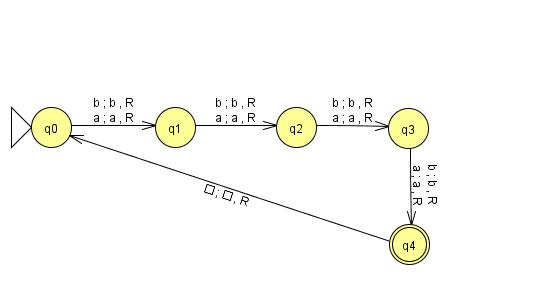 b ; b , R
a ; a , R
b ; b , R
a ; a , R
b ; b , R
a ; a , R
q0
q1
q2
q3
b ; b , R
a ; a , R
□ ; □ , R
q4